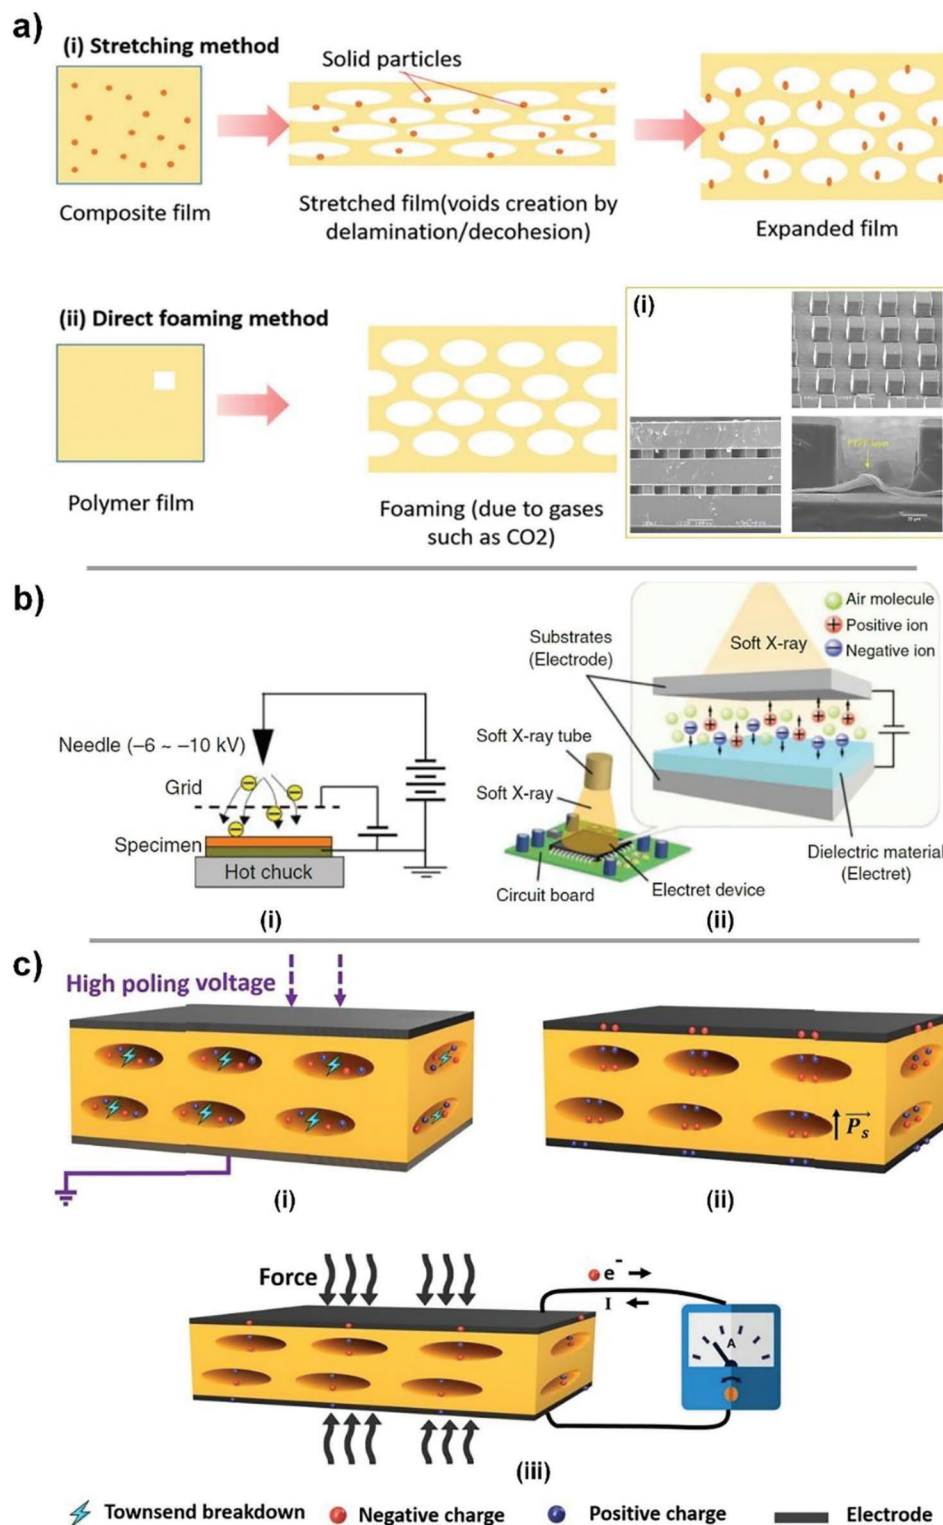 a)
(i) Stretching method
Solid particles
Composite film
Stretched film(voids creation by
delamination/decohesion)
Expanded film
(ii) Direct foaming method
Polymer film
Foaming (due to gases
such as CO2)
(i)
b)
Needle (–6 ~ –10 kV)
Grid
Specimen
Hot chuck
(i)
Substrates
(Electrode)
Soft X-ray
Air molecule
Positive ion
Negative ion
Soft X-ray tube
Soft X-ray
Circuit board
Electret device
Dielectric material
(Electret)
(ii)
c)
High poling voltage
(i)
Ps
(ii)
Force
e-
I
A
(iii)
Townsend breakdown
Negative charge
Positive charge
Electrode